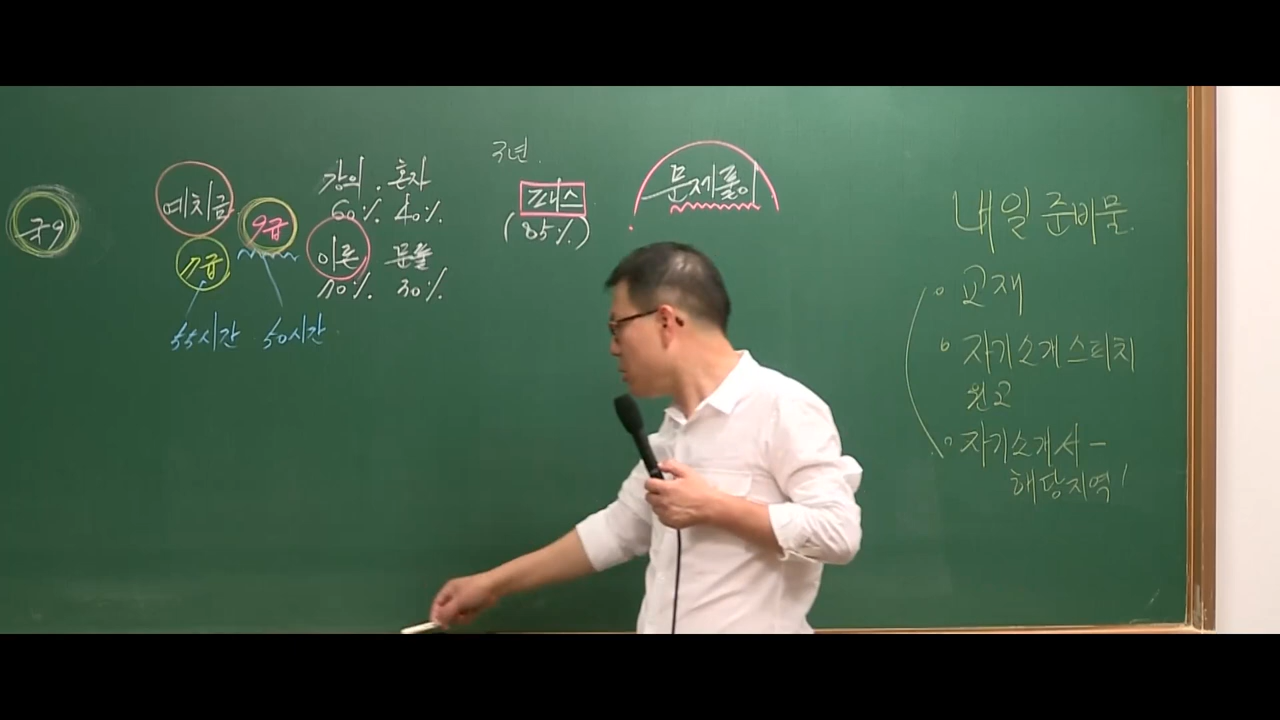 국9
예치금 9급
7급
55시간 50시간
강의 . 혼자
60% 40%
이론 문풀
70% 30%
3년.
프패스
(85%)
문제풀이
내일 준비물.
교재
자기소개스피치
원고
자기소개서 -
해당지역!